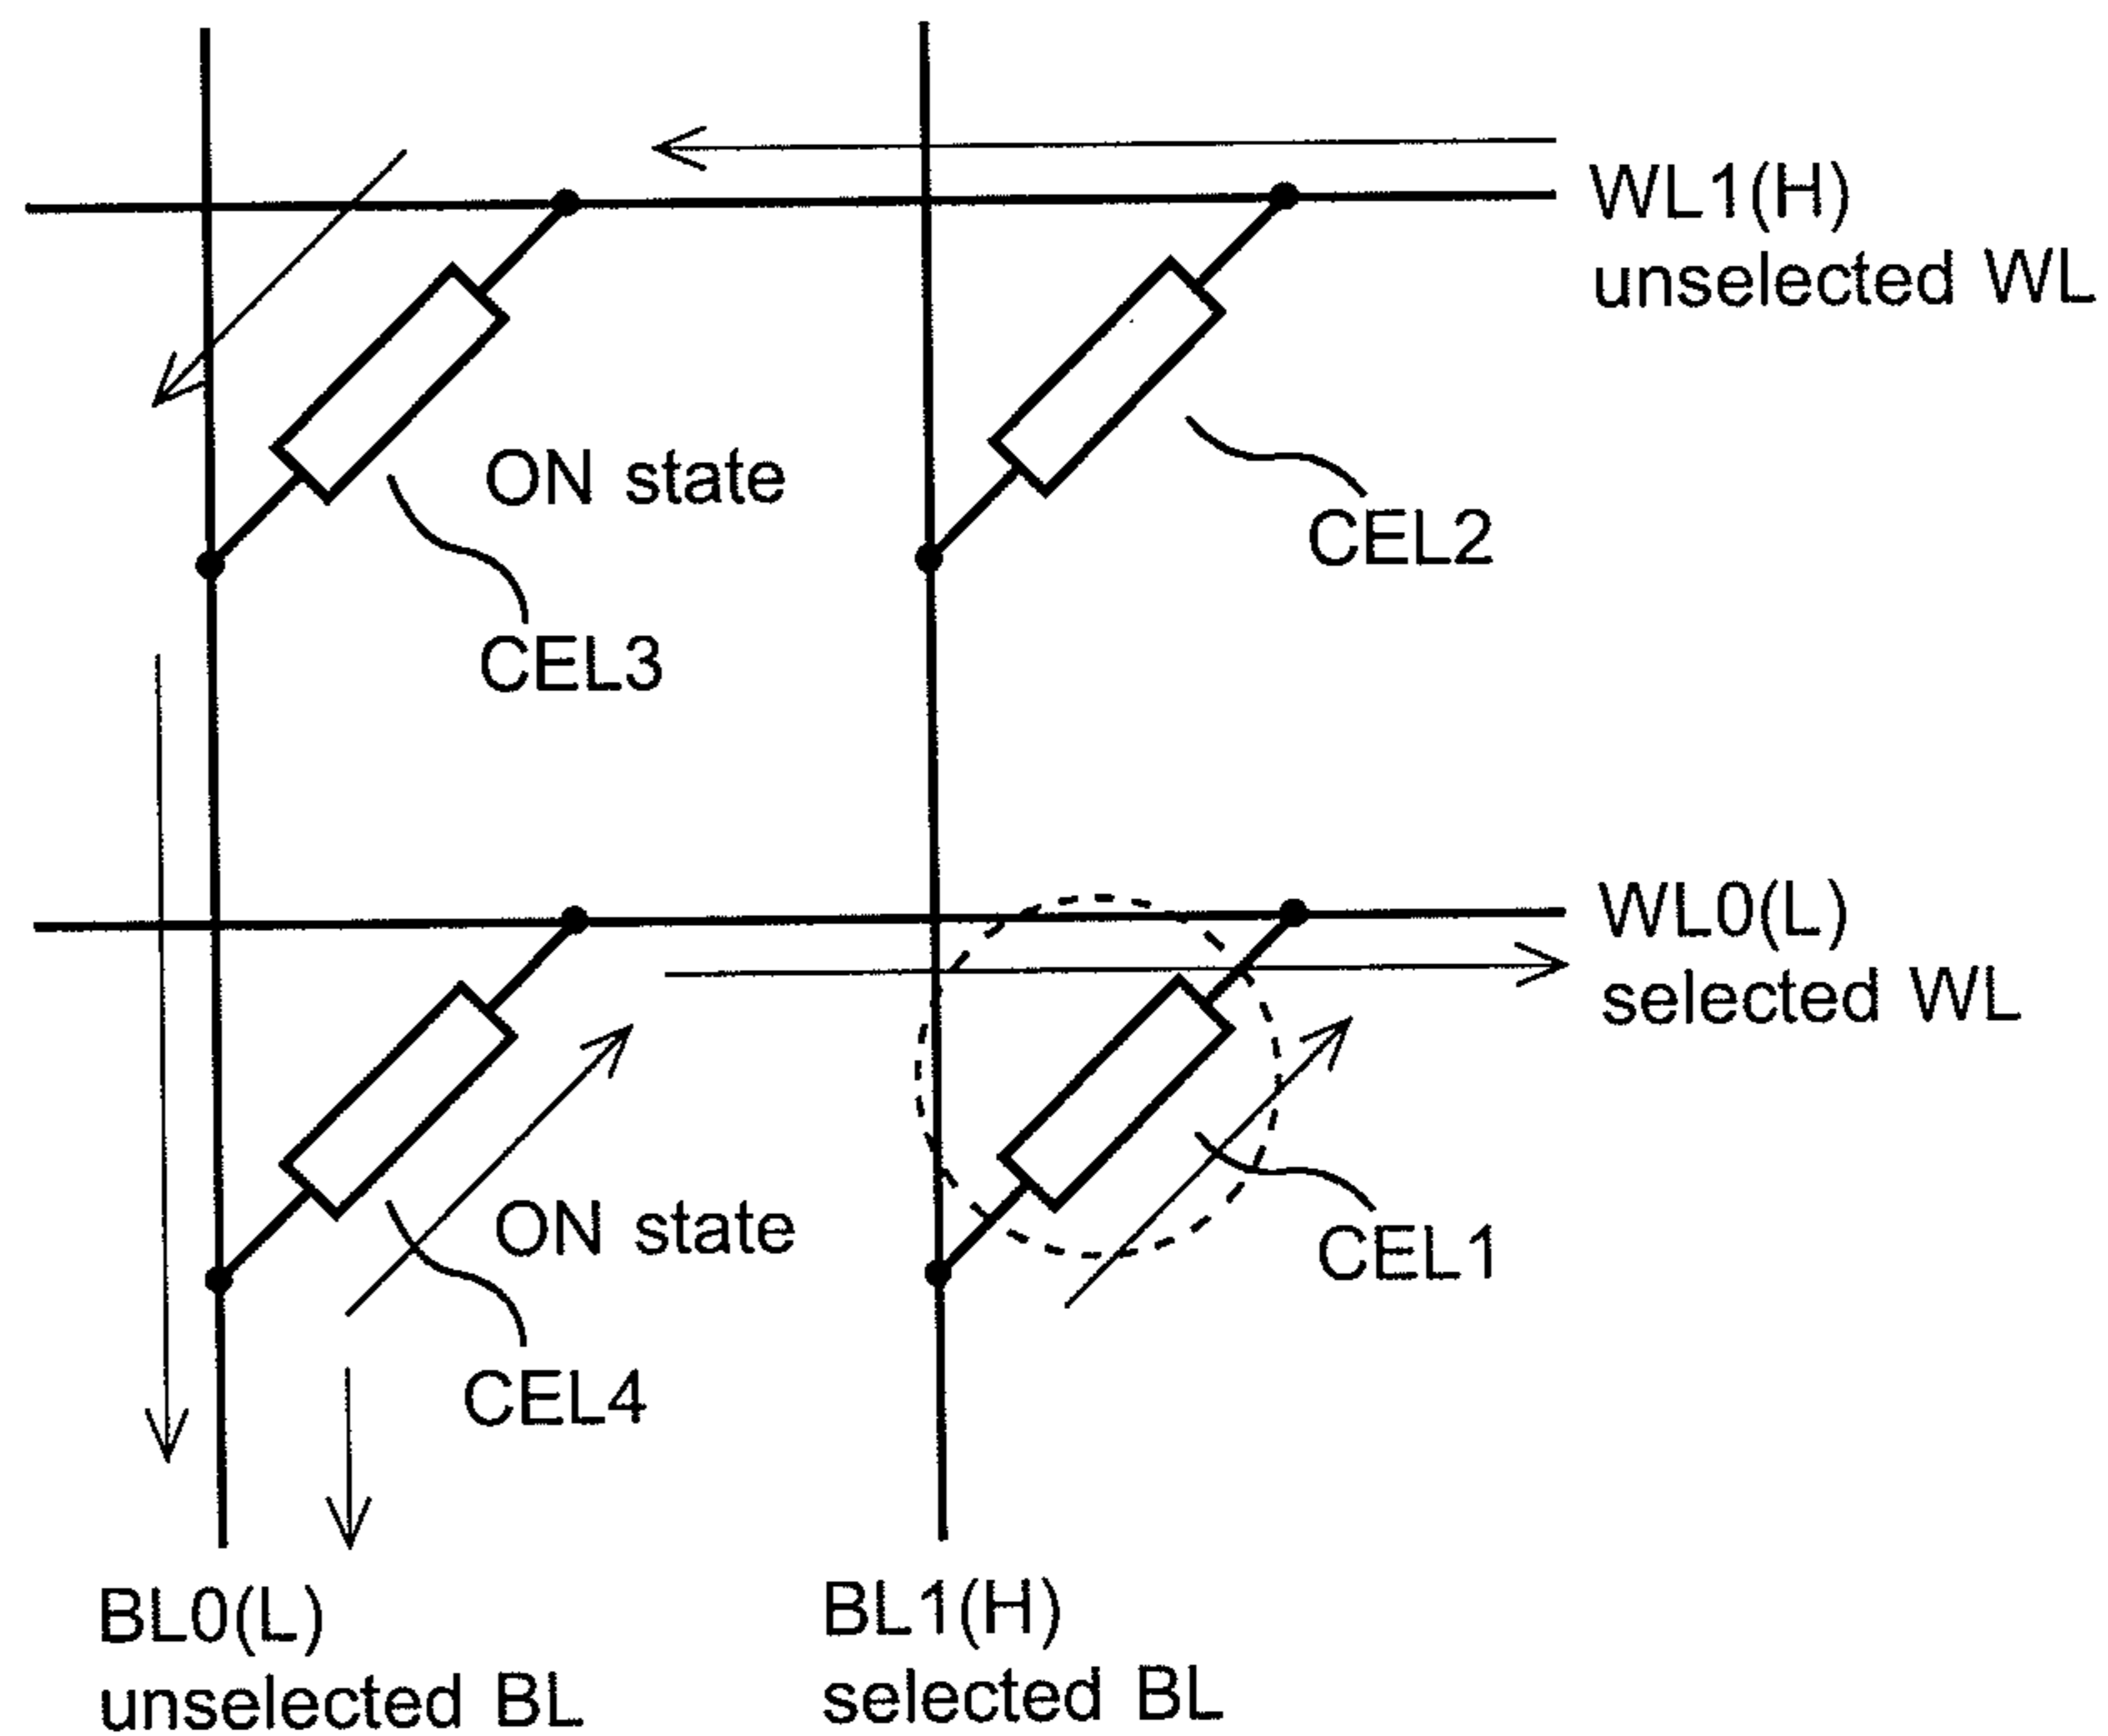 WL1(H)
unselected WL
ON state
CEL2
CEL3
WL0(L)
selected WL
ON state
CEL1
CEL4
BL0(L)
unselected BL
BL1(H)
selected BL